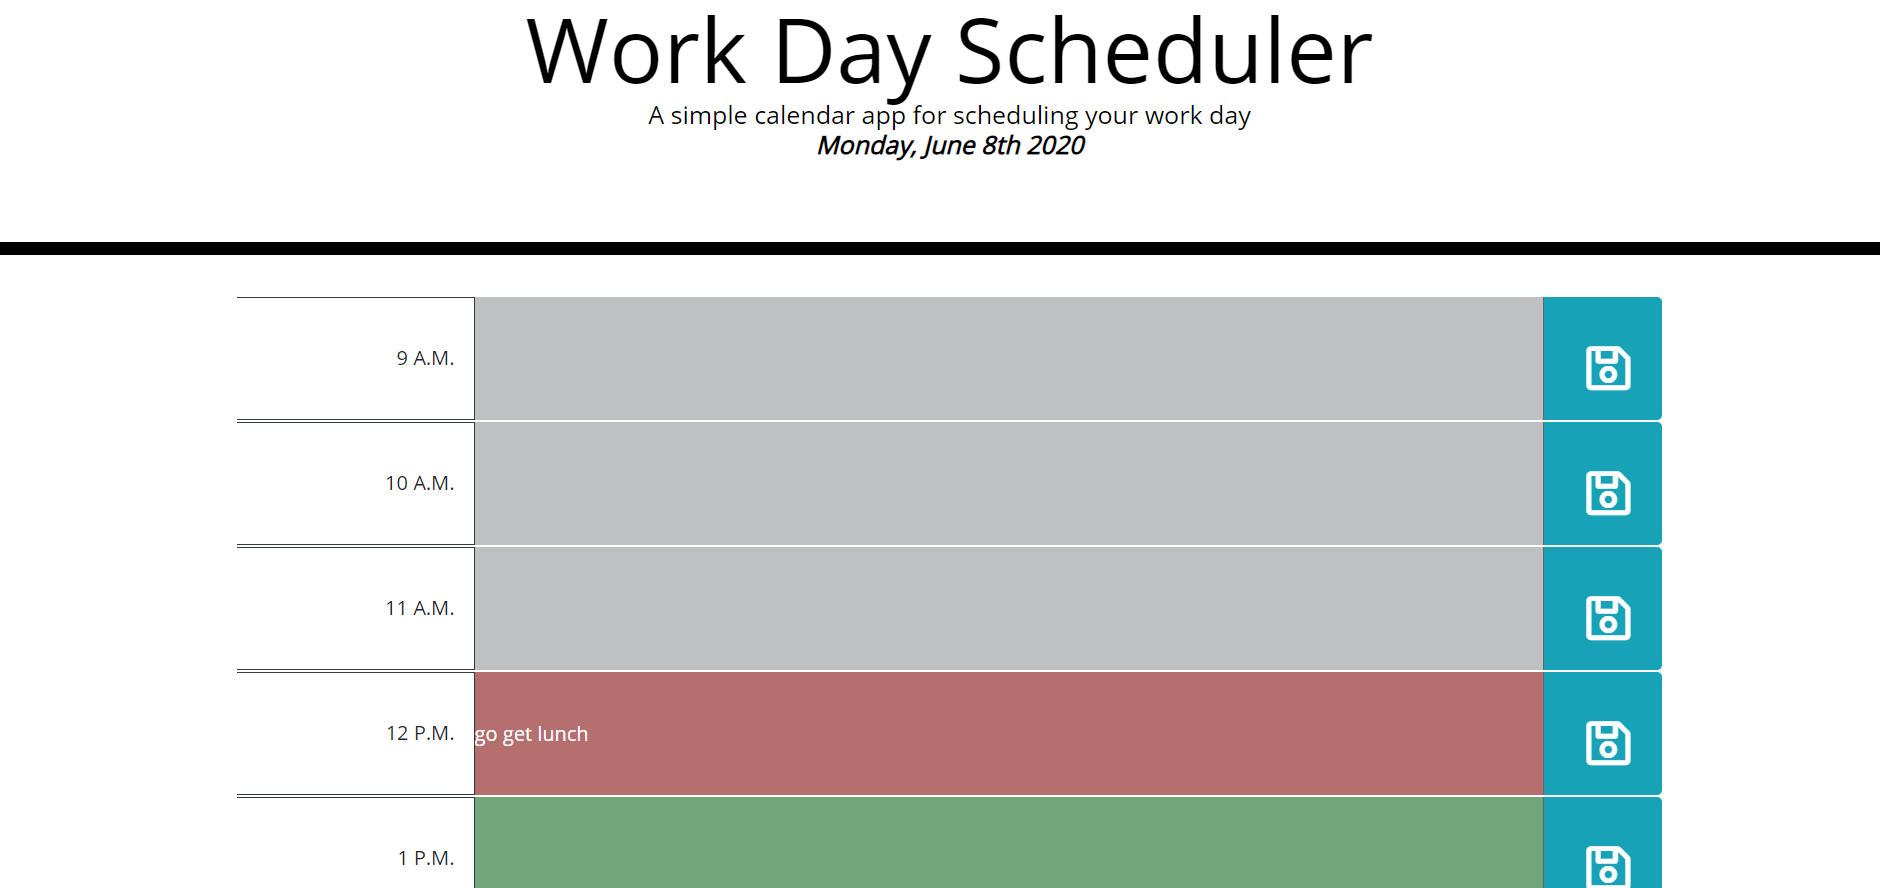 Work Day Scheduler
A simple calendar app for scheduling your work day
Monday, June 8th 2020
9 A.M.
10 A.M.
11 A.M.
12 P.M. go get lunch
1 P.M.